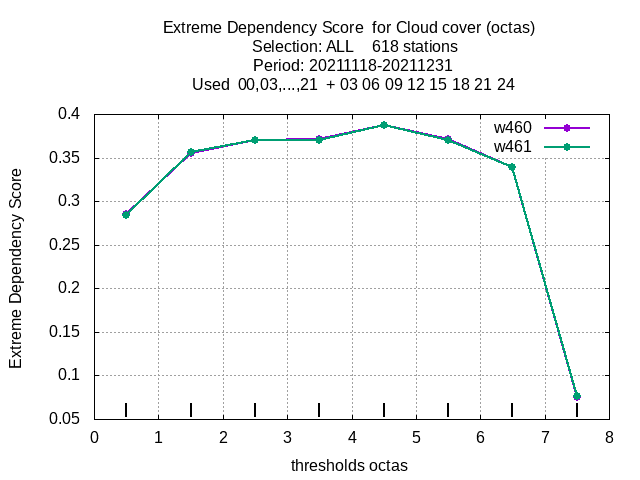 Extreme Dependency Score  for Cloud cover (octas)
Selection: ALL    618 stations
Period: 20211118-20211231
Used  00,03,...,21  + 03 06 09 12 15 18 21 24
w460
w461
0.4
0.35
0.3
0.25
0.2
0.15
0.1
0.05
Extreme Dependency Score
0 1 2 3 4 5 6 7 8
thresholds octas